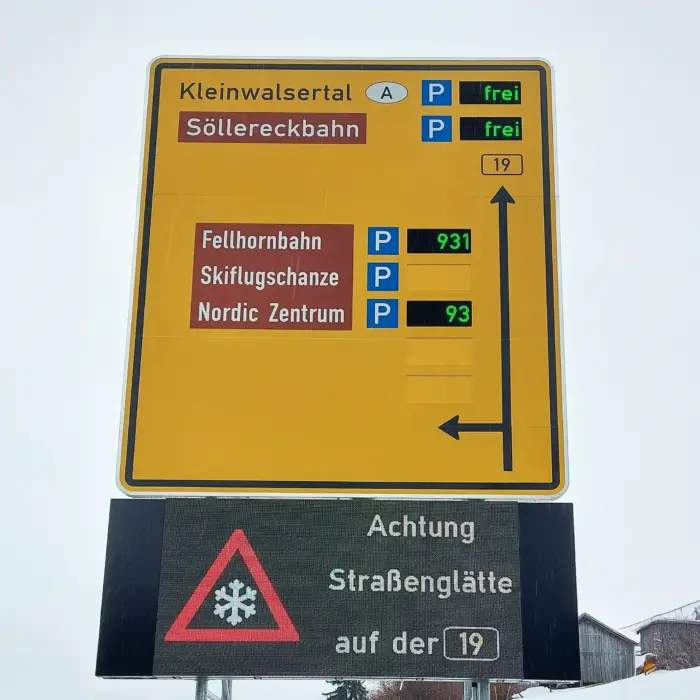 Kleinwalsertal A P frei
Söllereckbahn P frei
19
Fellhornbahn P 931
Skiflugschanze P
Nordic Zentrum P 93
Achtung
Straßenglätte
auf der 19